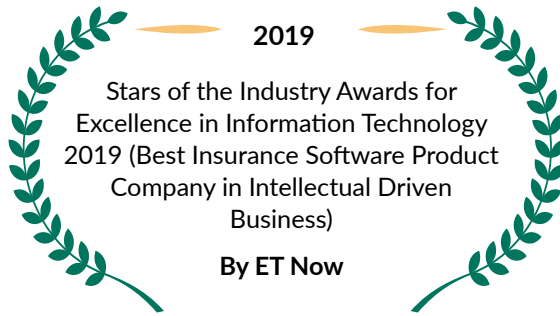 2019
Stars of the Industry Awards for
Excellence in Information Technology
2019 (Best Insurance Software Product
Company in Intellectual Driven
Business)
By ET Now